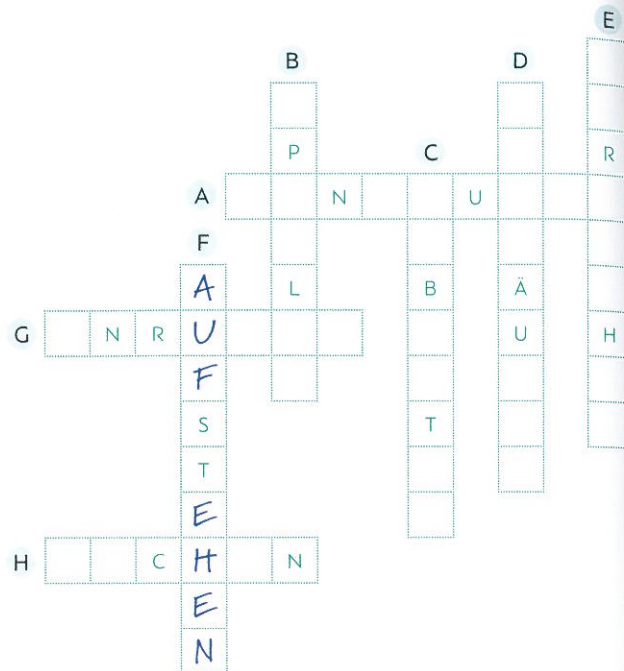 E
B D
P C R
A N U
F
A L B Ä
G N R U U H
F
S T
T
E
H C H N
E
N